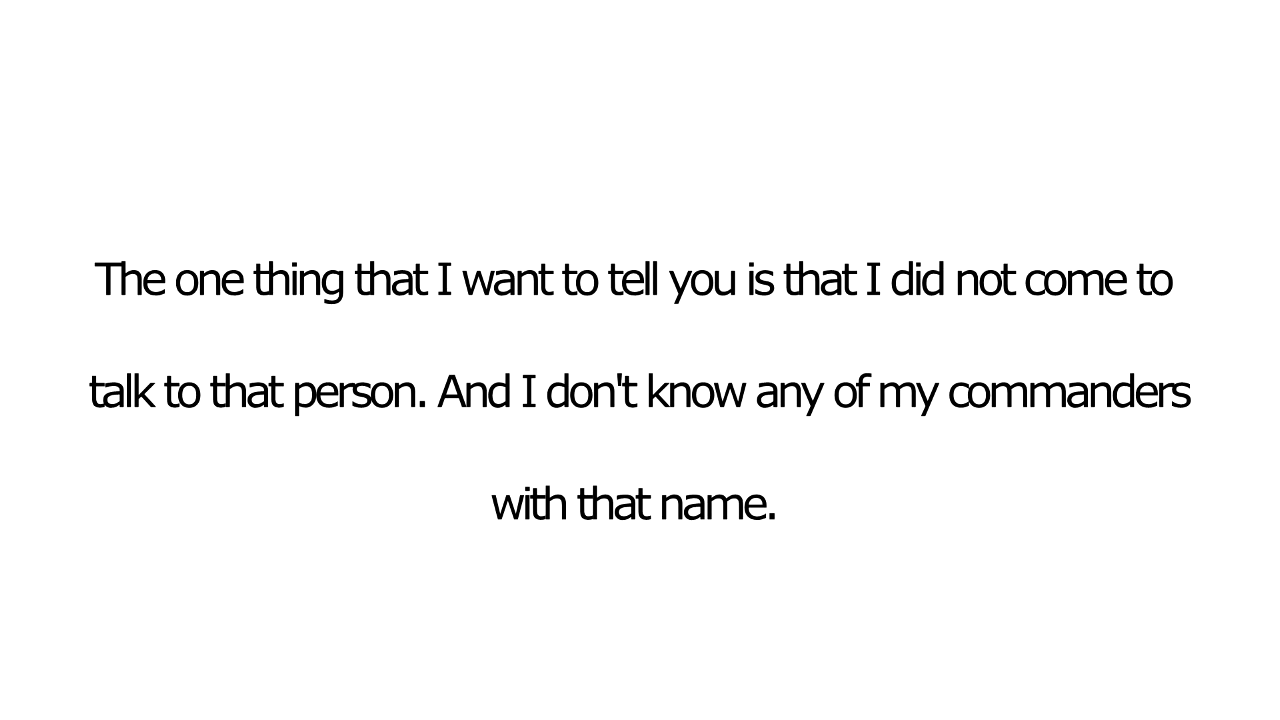 The one thing that I want to tell you is that I did not come to
talk to that person. And I don't know any of my commanders
with that name.